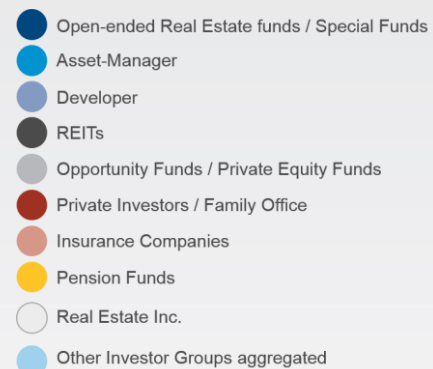 Open-ended Real Estate funds / Special Funds
Asset-Manager
Developer
REITs
Opportunity Funds / Private Equity Funds
Private Investors / Family Office
Insurance Companies
Pension Funds
Real Estate Inc.
Other Investor Groups aggregated